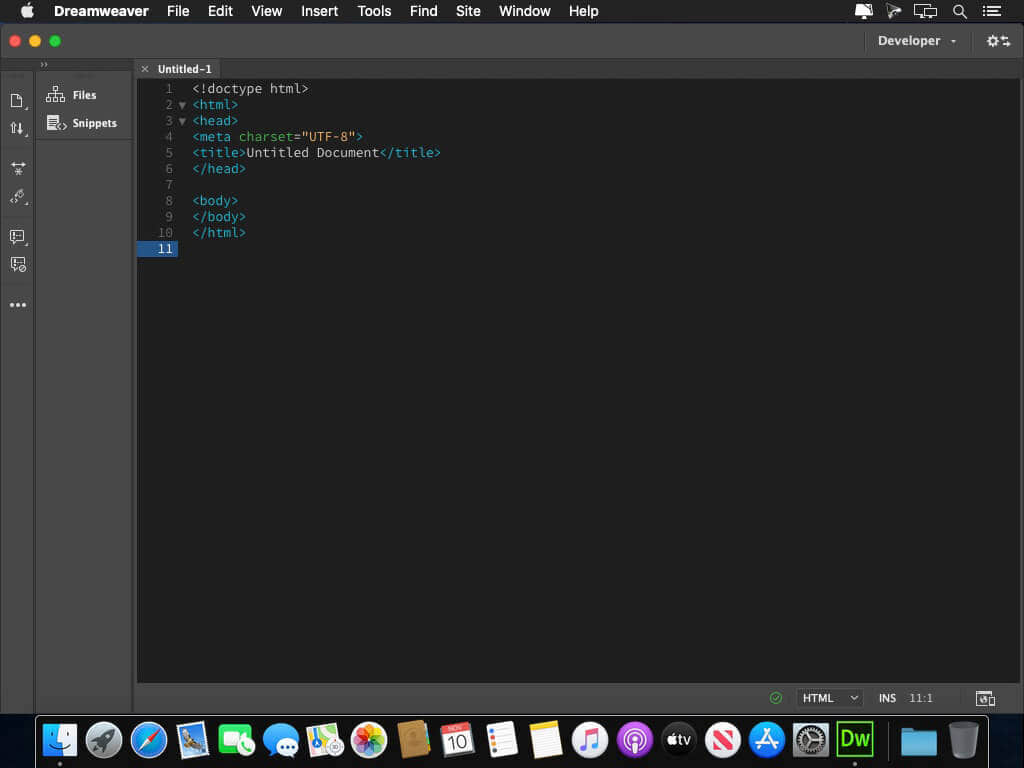 Dreamweaver File Edit View Insert Tools Find Site Window Help
Developer
Untitled-1
Files
Snippets
1 <!doctype html>
2 <html>
3 <head>
4 <meta charset="UTF-8">
5 <title>Untitled Document</title>
6 </head>
7
8 <body>
9 </body>
10 </html>
11
HTML INS 11:1
NOV 10 tv Dw